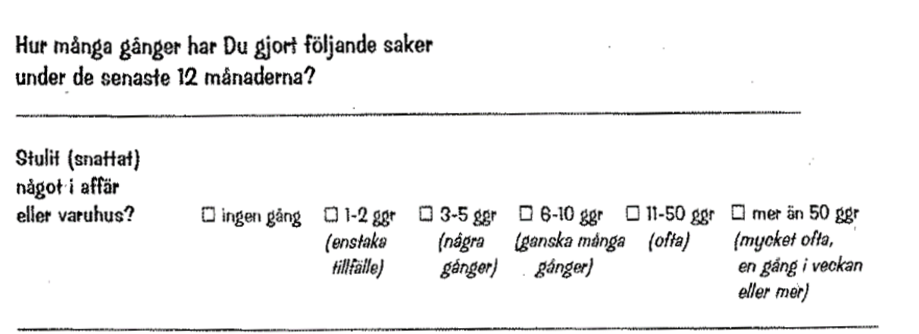 Hur många gånger har Du gjort följande saker
under de senaste 12 månaderna?
Stulit (snattat)
något i affär
eller varuhus? ☐ ingen gång ☐ 1-2 ggr ☐ 3-5 ggr ☐ 6-10 ggr ☐ 11-50 ggr ☐ mer än 50 ggr
(enstaka (några (ganska många (ofta) (mycket ofta,
tillfälle) gånger) gånger) en gång i veckan
eller mer)